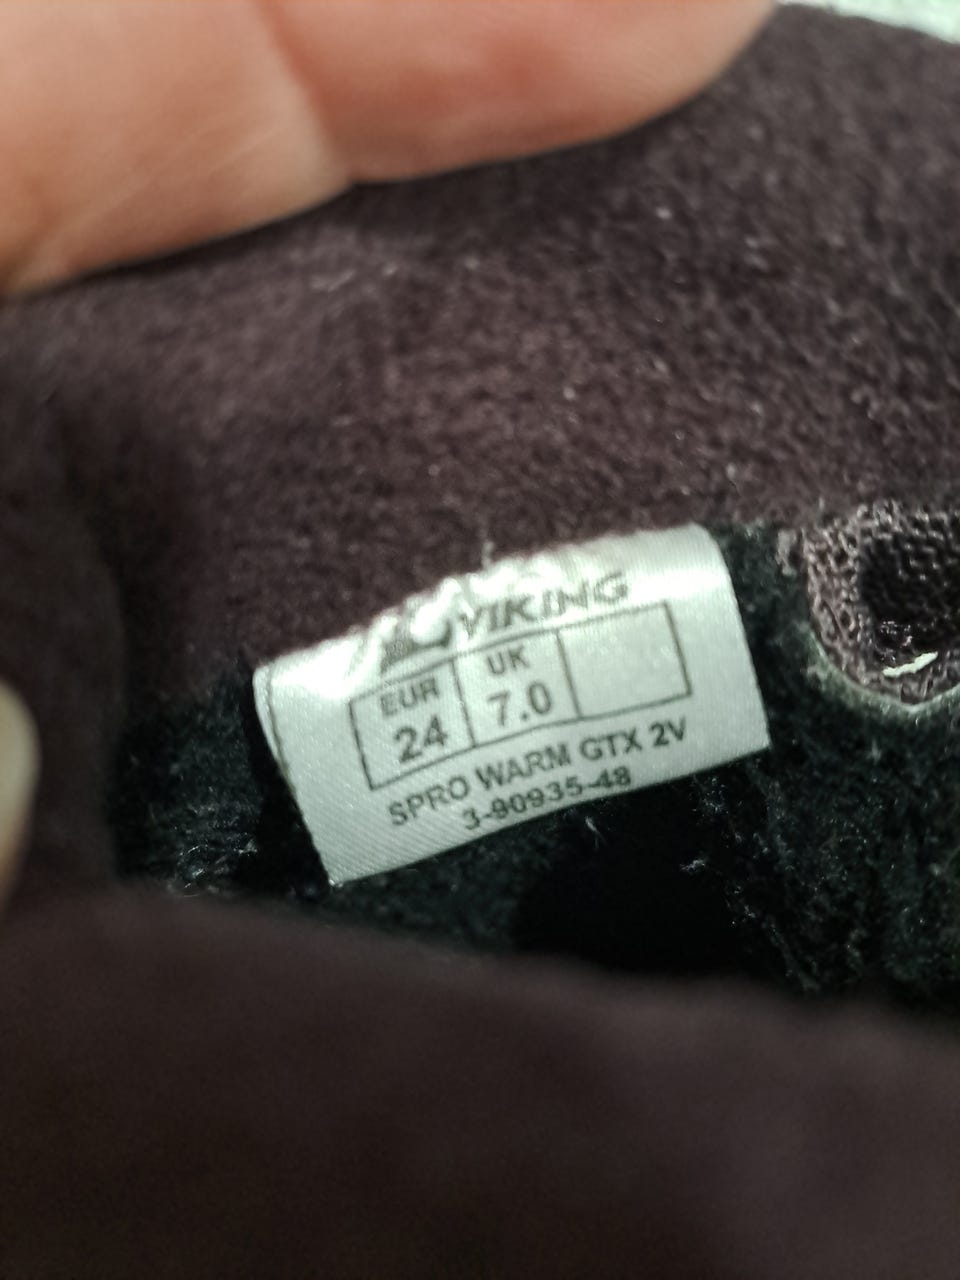 VIKING
EUR UK
24 7.0
SPRO WARM GTX 2V
3-90935-48